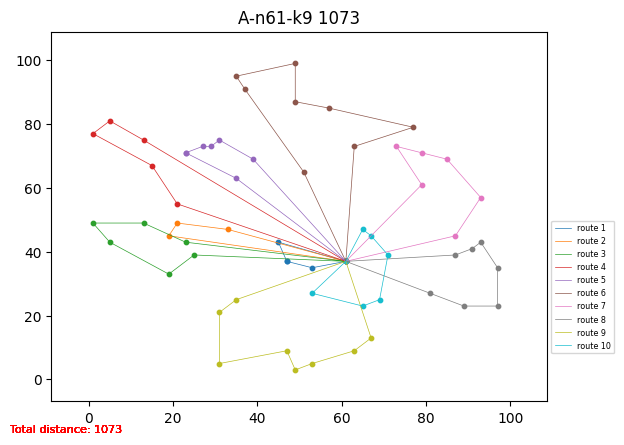 A-n61-k9 1073
100
80
60
40
20
0
0 20 40 60 80 100
route 1
route 2
route 3
route 4
route 5
route 6
route 7
route 8
route 9
route 10
Total distance: 1073